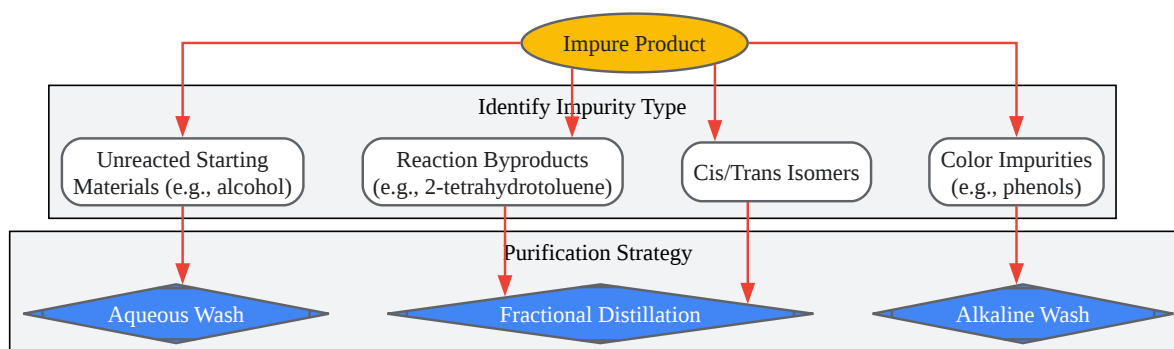 Impure Product
Identify Impurity Type
Unreacted Starting
Materials (e.g., alcohol)
Reaction Byproducts
(e.g., 2-tetrahydrotoluene)
Cis/Trans Isomers
Color Impurities
(e.g., phenols)
Purification Strategy
Aqueous Wash
Fractional Distillation
Alkaline Wash